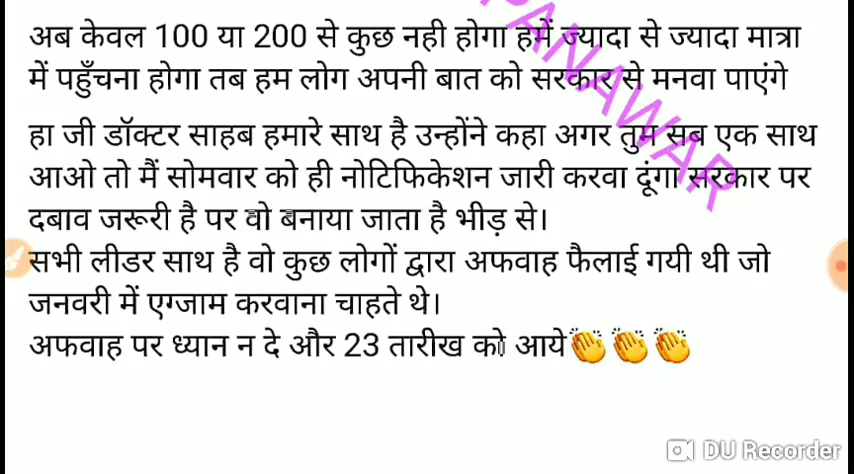 अब केवल 100 या 200 से कुछ नही होगा हमें ज्यादा से ज्यादा मात्रा
में पहुँचना होगा तब हम लोग अपनी बात को सरकार से मनवा पाएंगे
हा जी डॉक्टर साहब हमारे साथ है उन्होंने कहा अगर तुम सब एक साथ
आओ तो मैं सोमवार को ही नोटिफिकेशन जारी करवा दूंगा सरकार पर
दबाव जरूरी है पर वो बनाया जाता है भीड़ से।
सभी लीडर साथ है वो कुछ लोगों द्वारा अफवाह फैलाई गयी थी जो
जनवरी में एग्जाम करवाना चाहते थे।
अफवाह पर ध्यान न दे और 23 तारीख को आये👏👏👏
PANAWAR
DU Recorder